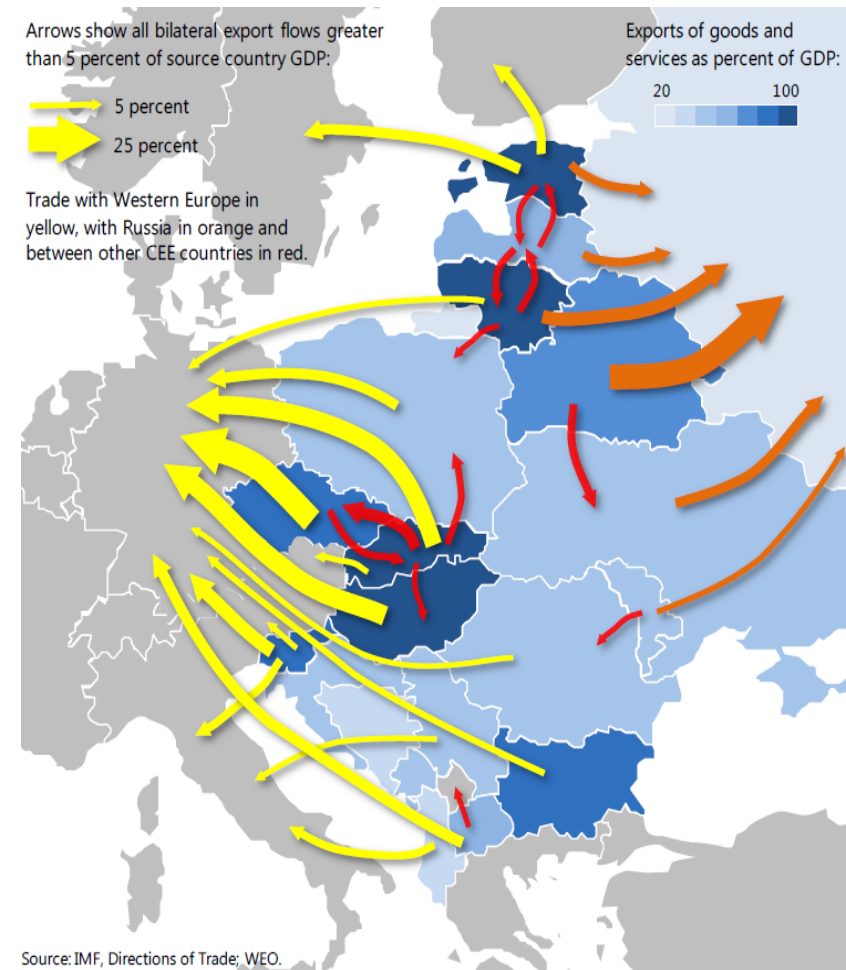 Arrows show all bilateral export flows greater
than 5 percent of source country GDP:
5 percent
25 percent
Trade with Western Europe in
yellow, with Russia in orange and
between other CEE countries in red.
Exports of goods and
services as percent of GDP:
20 100
Source: IMF, Directions of Trade; WEO.